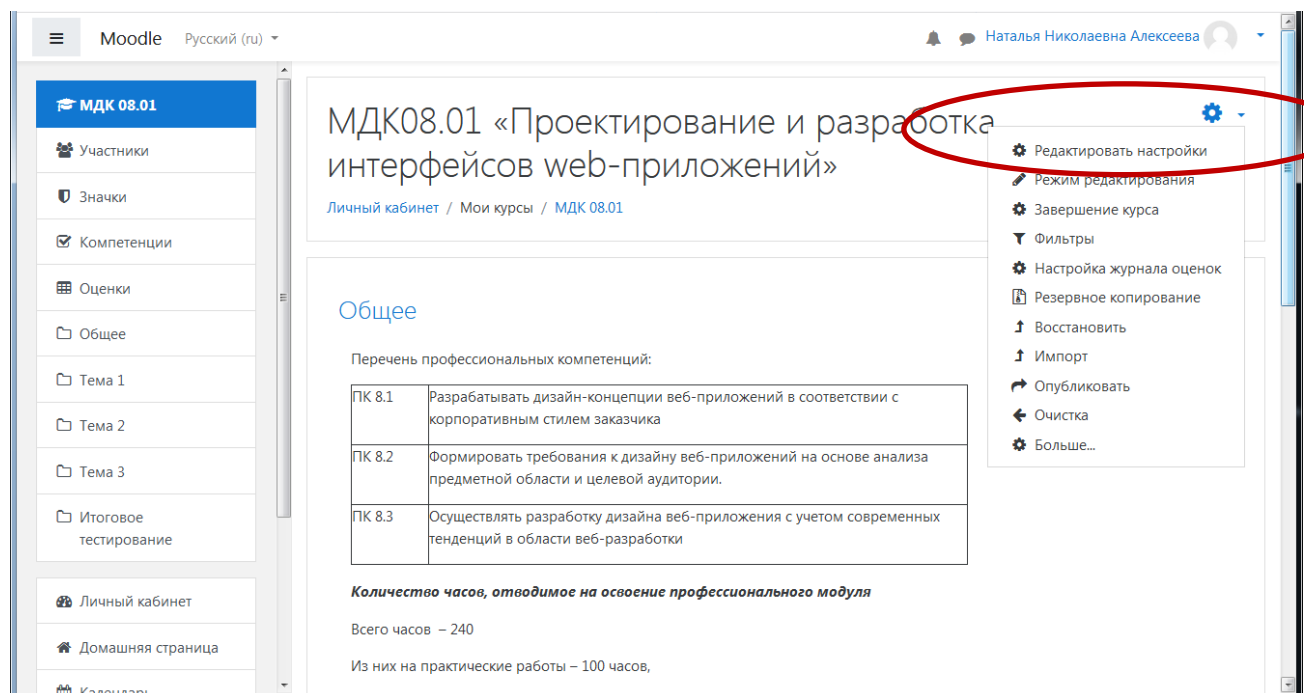 Moodle Русский (ru)
Наталья Николаевна Алексеева
МДК 08.01
Участники
Значки
Компетенции
Оценки
Общее
Тема 1
Тема 2
Тема 3
Итоговое
тестирование
Личный кабинет
Домашняя страница
Календарь
МДК08.01 «Проектирование и разработка
интерфейсов web-приложений»
Личный кабинет / Мои курсы / МДК 08.01
Редактировать настройки
Режим редактирования
Завершение курса
Фильтры
Настройка журнала оценок
Резервное копирование
Восстановить
Импорт
Опубликовать
Очистка
Больше...
Общее
Перечень профессиональных компетенций:
ПК 8.1 Разрабатывать дизайн-концепции веб-приложений в соответствии с
корпоративным стилем заказчика
ПК 8.2 Формировать требования к дизайну веб-приложений на основе анализа
предметной области и целевой аудитории.
ПК 8.3 Осуществлять разработку дизайна веб-приложения с учетом современных
тенденций в области веб-разработки
Количество часов, отводимое на освоение профессионального модуля
Всего часов – 240
Из них на практические работы – 100 часов,